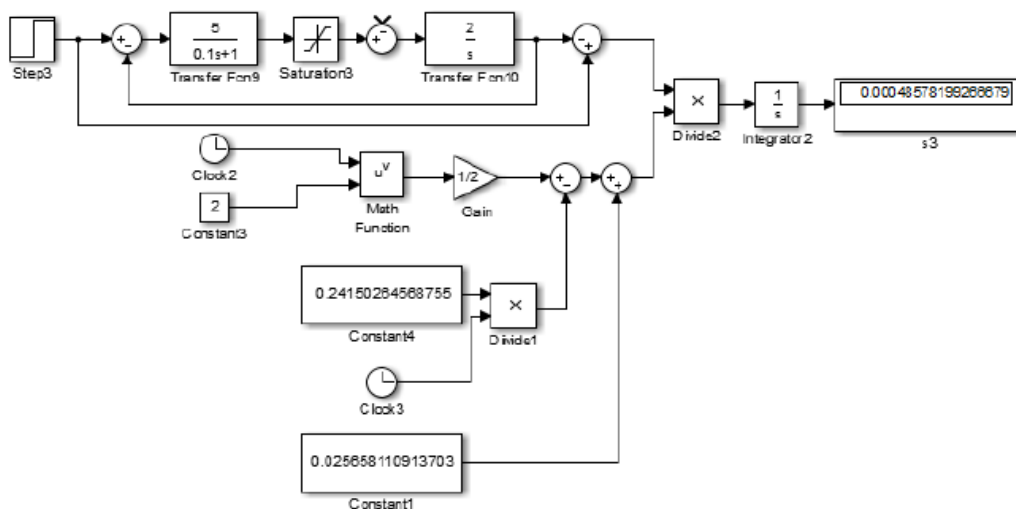 Step3
+
-
5
0.1s+1
Transfer Fcn9
Saturation3
+
-
2
s
Transfer Fcn10
-
+
×
Divide2
1
s
Integrator2
0.00048578199266679
s3
Clock2
2
Constant3
u^v
Math
Function
1/2
Gain
+
-
+
+
0.24150264568755
Constant4
×
Divide1
Clock3
0.025658110913703
Constant1